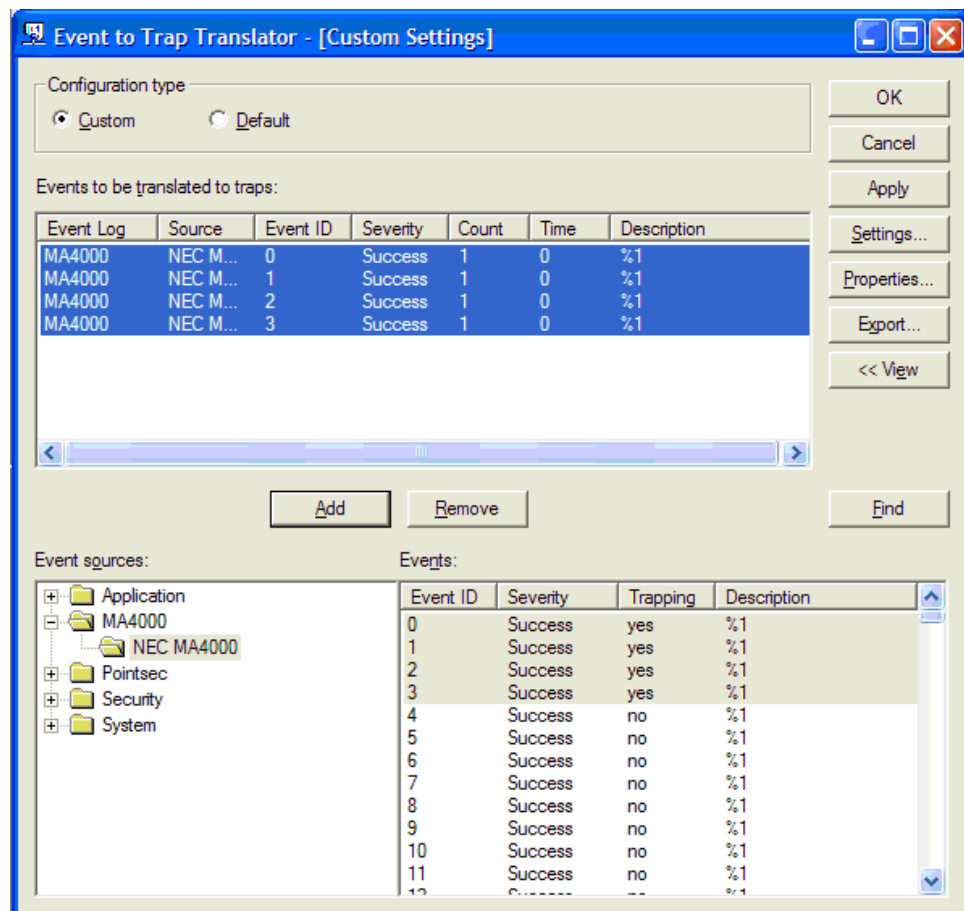 Event to Trap Translator - [Custom Settings]
Configuration type
Custom Default
OK
Cancel
Events to be translated to traps:
Apply
Event Log Source Event ID Severity Count Time Description
Settings...
MA4000 NEC M... 0 Success 1 0 %1
MA4000 NEC M... 1 Success 1 0 %1
Properties...
MA4000 NEC M... 2 Success 1 0 %1
MA4000 NEC M... 3 Success 1 0 %1
Export...
<< View
Add Remove Find
Event sources:
Application
MA4000
NEC MA4000
Pointsec
Security
System
Events:
Event ID Severity Trapping Description
0 Success yes %1
1 Success yes %1
2 Success yes %1
3 Success yes %1
4 Success no %1
5 Success no %1
6 Success no %1
7 Success no %1
8 Success no %1
9 Success no %1
10 Success no %1
11 Success no %1